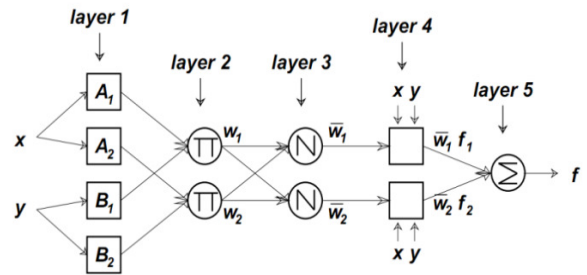 layer 1
layer 2
layer 3
layer 4
layer 5
x
y
A₁
A₂
B₁
B₂
Π
Π
w₁
w₂
N
N
w̅₁
w̅₂
x y
x y
w̅₁ f₁
w̅₂ f₂
Σ
f